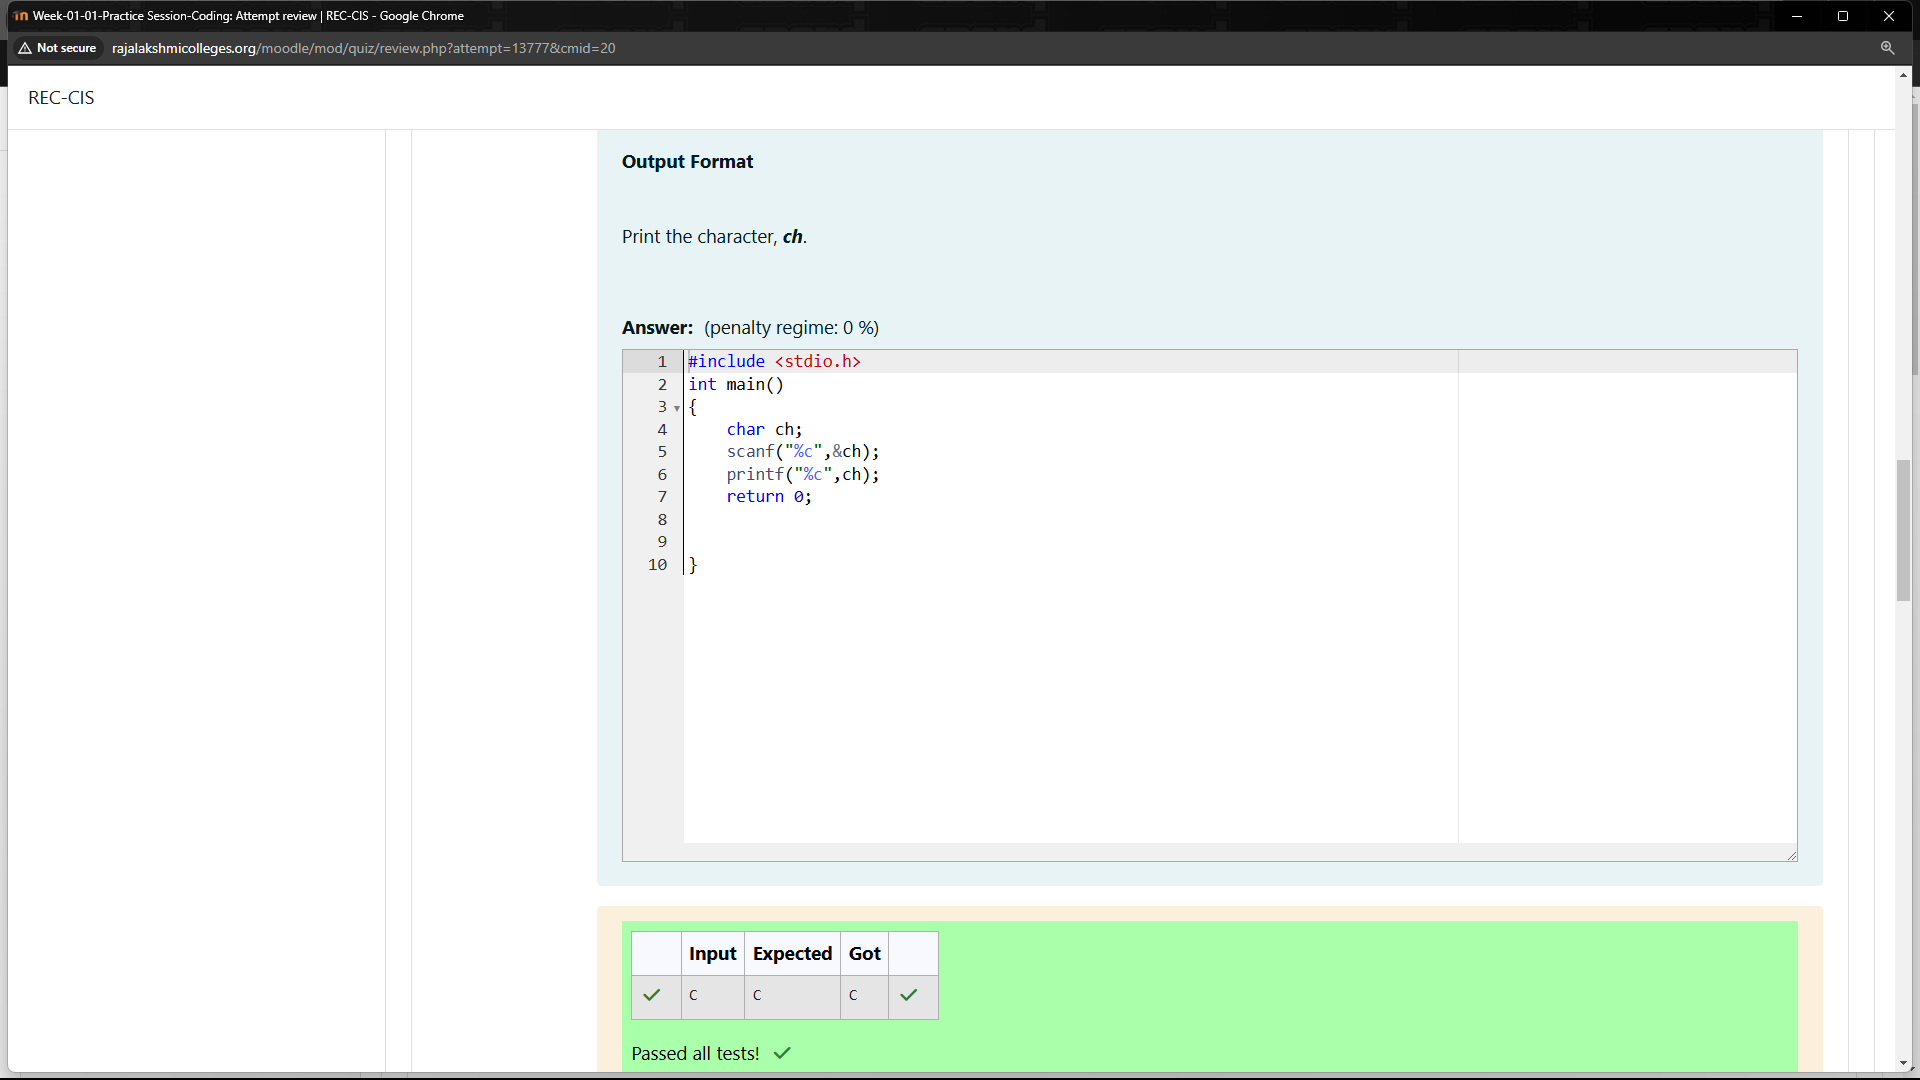 Week-01-01-Practice Session-Coding: Attempt review | REC-CIS - Google Chrome
Not secure rajalakshmicolleges.org/moodle/mod/quiz/review.php?attempt=13777&cmid=20
REC-CIS
Output Format
Print the character, ch.
Answer: (penalty regime: 0 %)
1 #include <stdio.h>
2 int main()
3 {
4     char ch;
5     scanf("%c",&ch);
6     printf("%c",ch);
7     return 0;
8
9
10 }
Input Expected Got
C C C
Passed all tests!